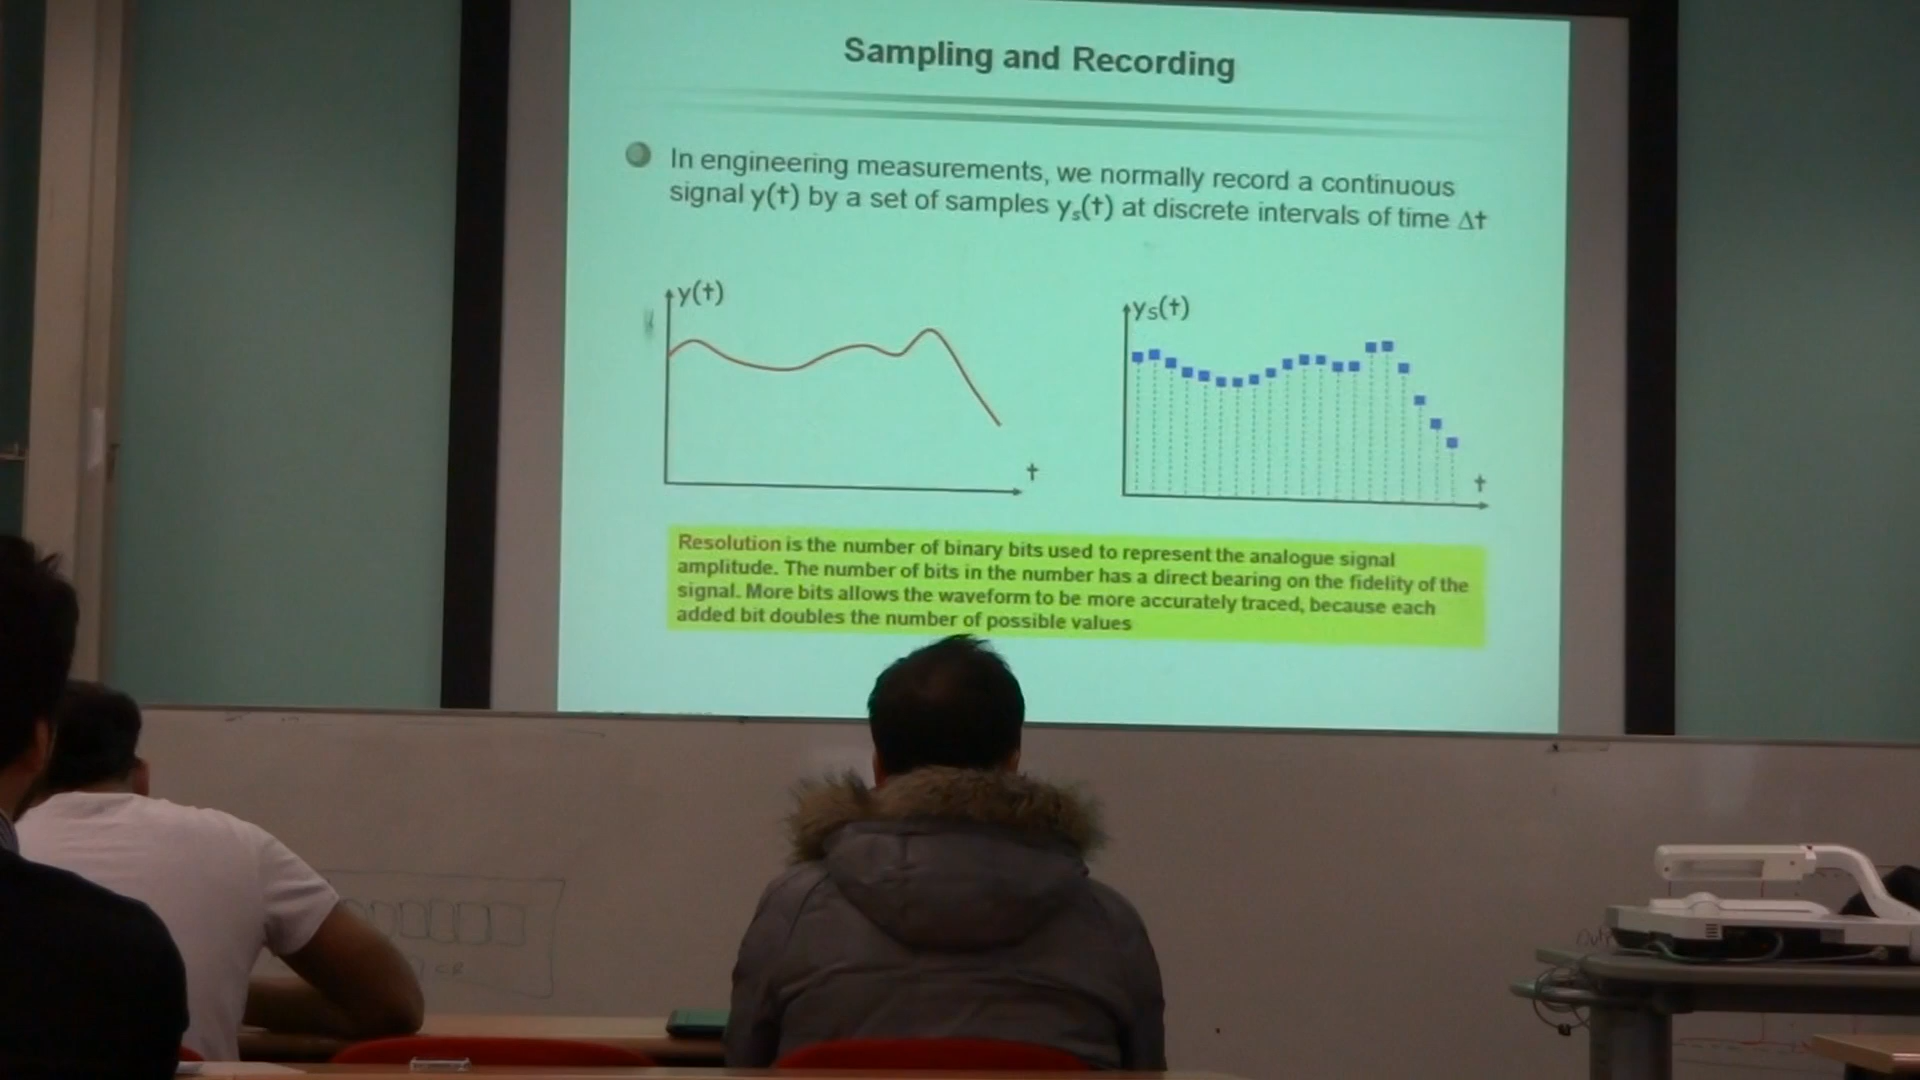 Sampling and Recording
In engineering measurements, we normally record a continuous
signal y(t) by a set of samples ys(t) at discrete intervals of time Δt
y(t)
ys(t)
t
t
Resolution is the number of binary bits used to represent the analogue signal
amplitude. The number of bits in the number has a direct bearing on the fidelity of the
signal. More bits allows the waveform to be more accurately traced, because each
added bit doubles the number of possible values